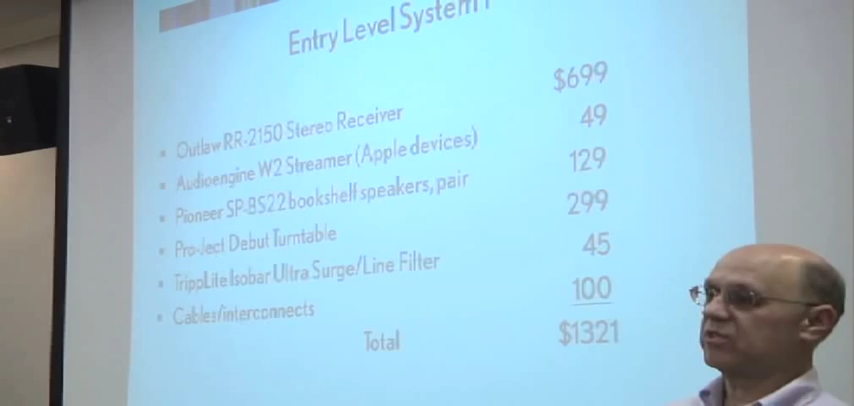 Entry Level System 1
• Outlaw RR-2150 Stereo Receiver $699
• Audioengine W2 Streamer (Apple devices) 49
• Pioneer SP-BS22 bookshelf speakers, pair 129
• Pro-Ject Debut Turntable 299
• TrippLite Isobar Ultra Surge/Line Filter 45
• Cables/interconnects 100
Total $1321